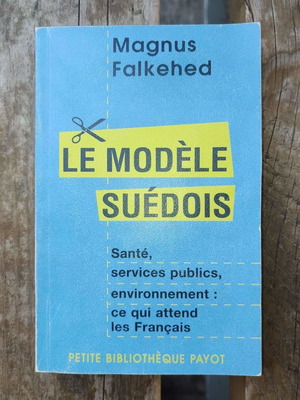 Magnus
Falkehed
LE MODÈLE
SUÉDOIS
Santé,
services publics,
environnement :
ce qui attend
les Français
PETITE BIBLIOTHÈQUE PAYOT